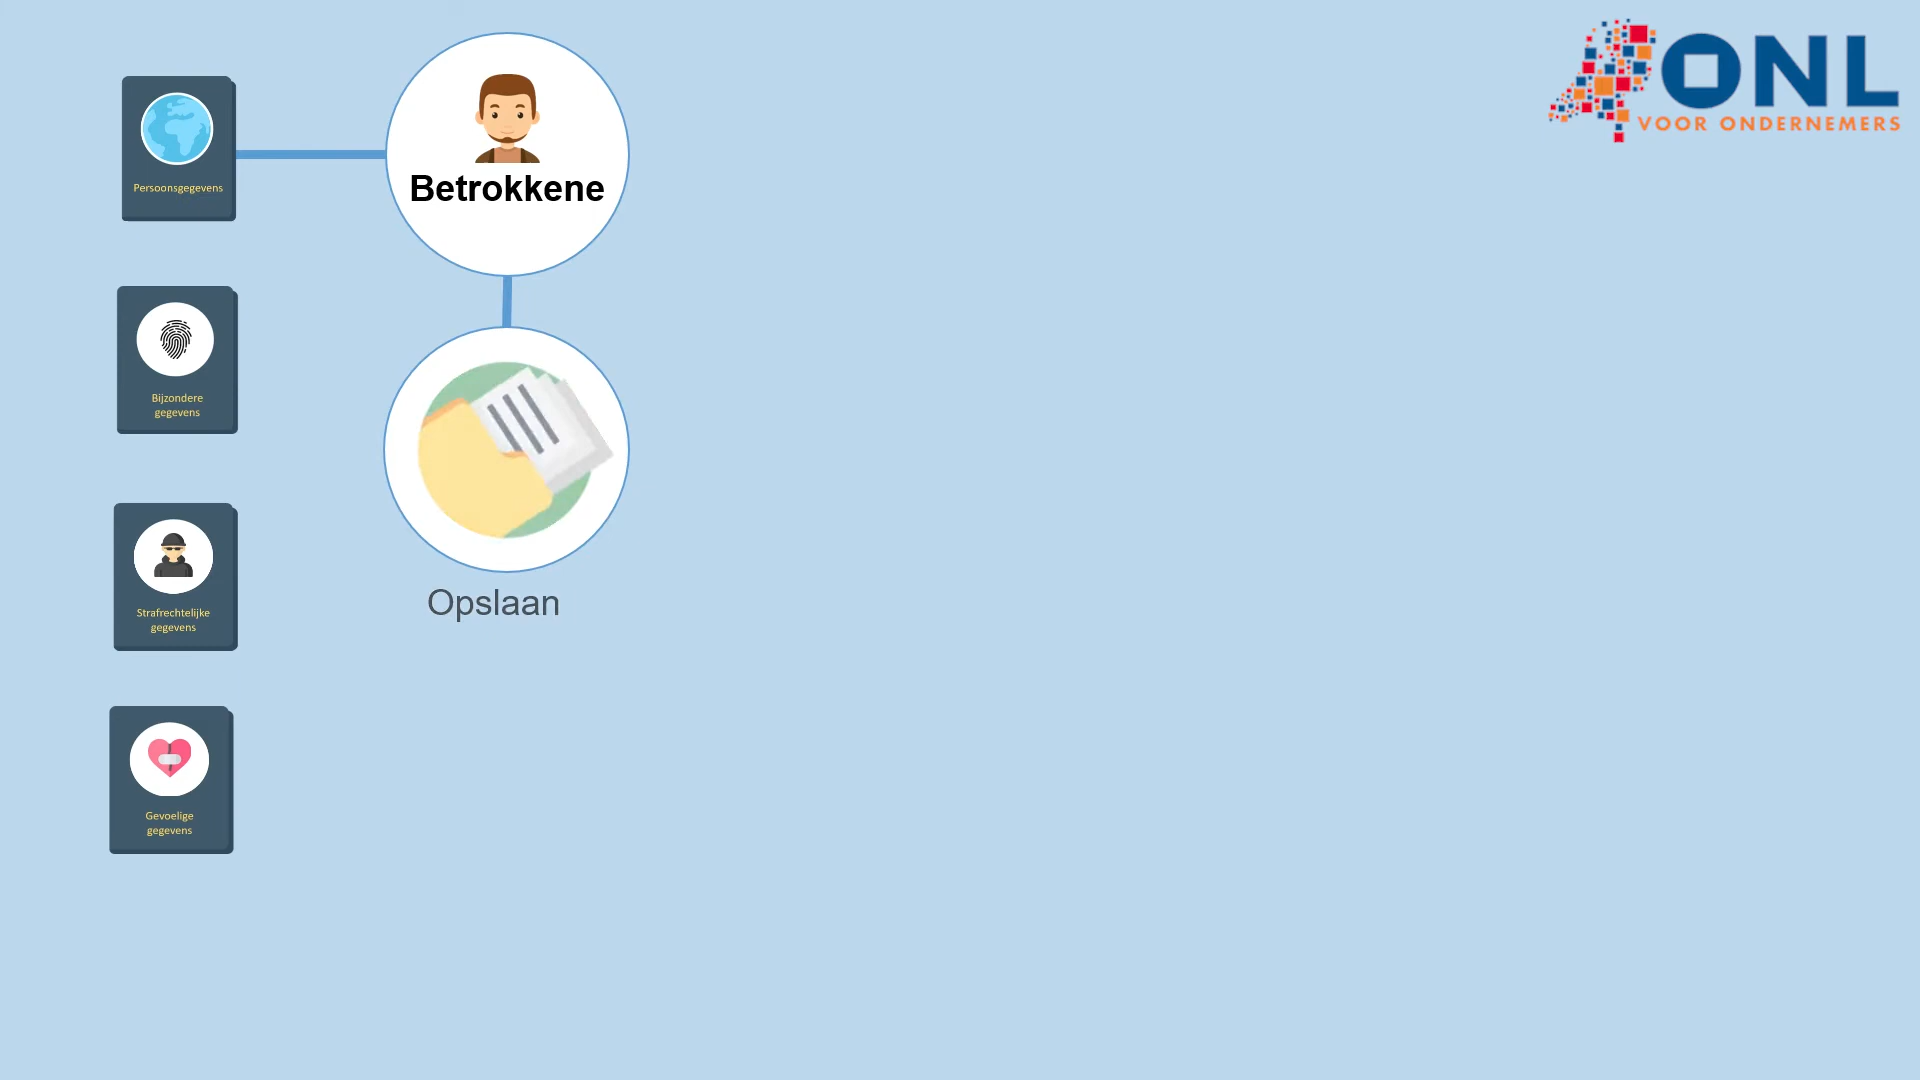 ONL
VOOR ONDERNEMERS
Persoonsgegevens
Betrokkene
Bijzondere
gegevens
Opslaan
Strafrechtelijke
gegevens
Gevoelige
gegevens